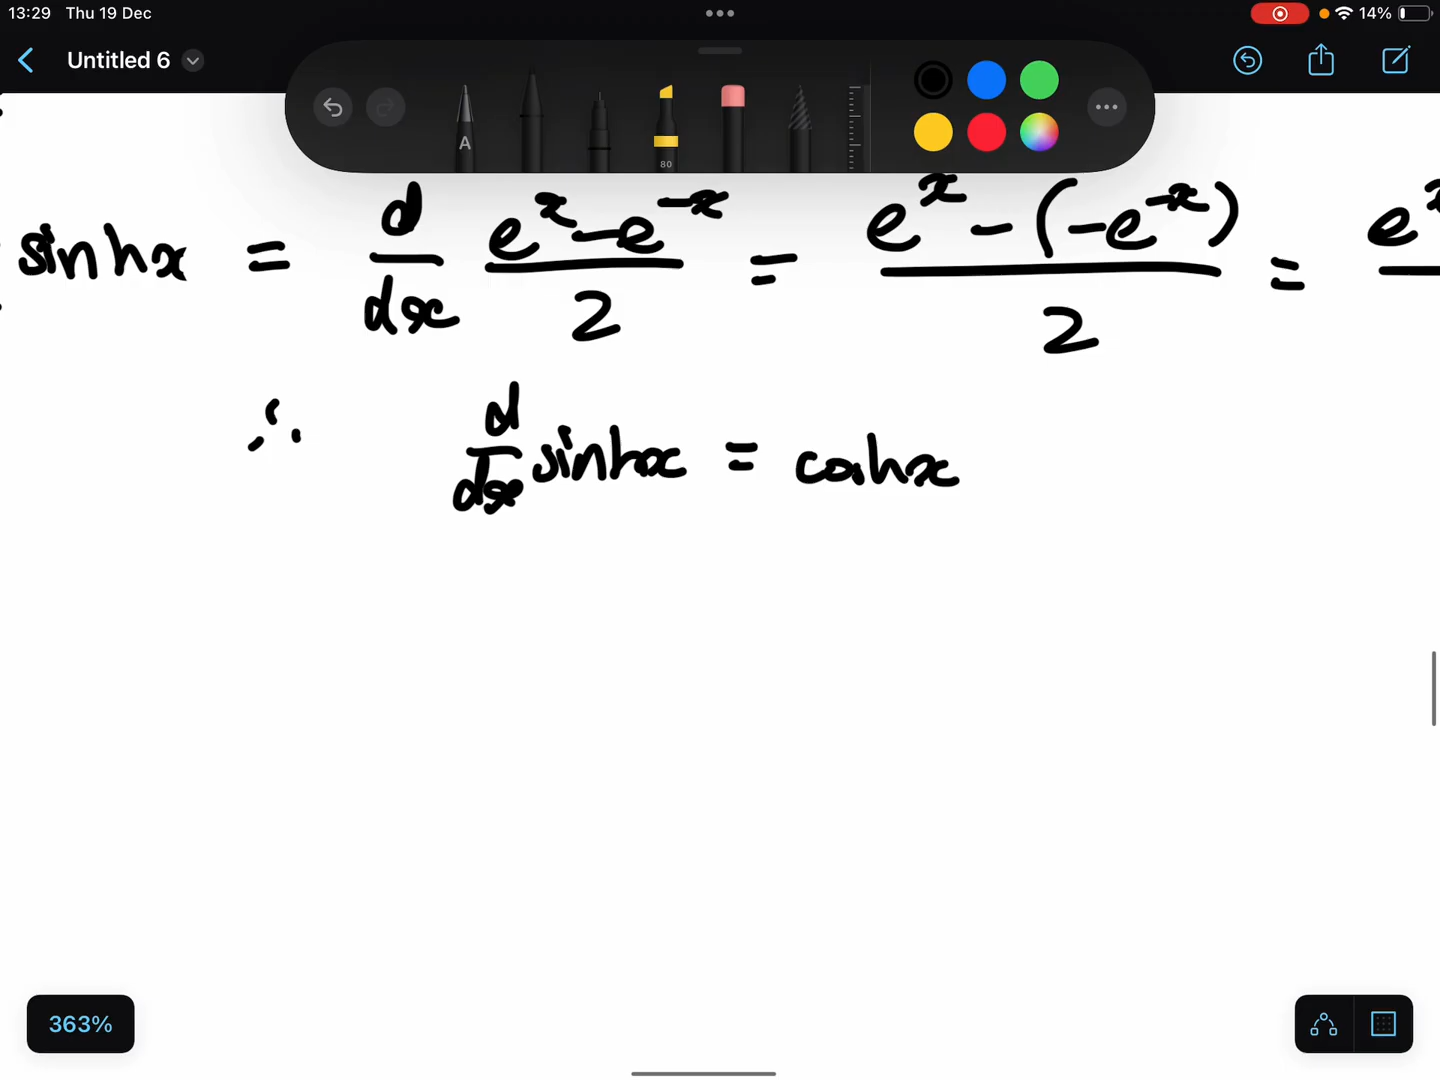 13:29 Thu 19 Dec 14%
Untitled 6
A 80
sinhx = d/dx (e^x - e^-x)/2 = (e^x - (-e^-x))/2 = e^x
∴ d/dx sinhx = coshx
363%